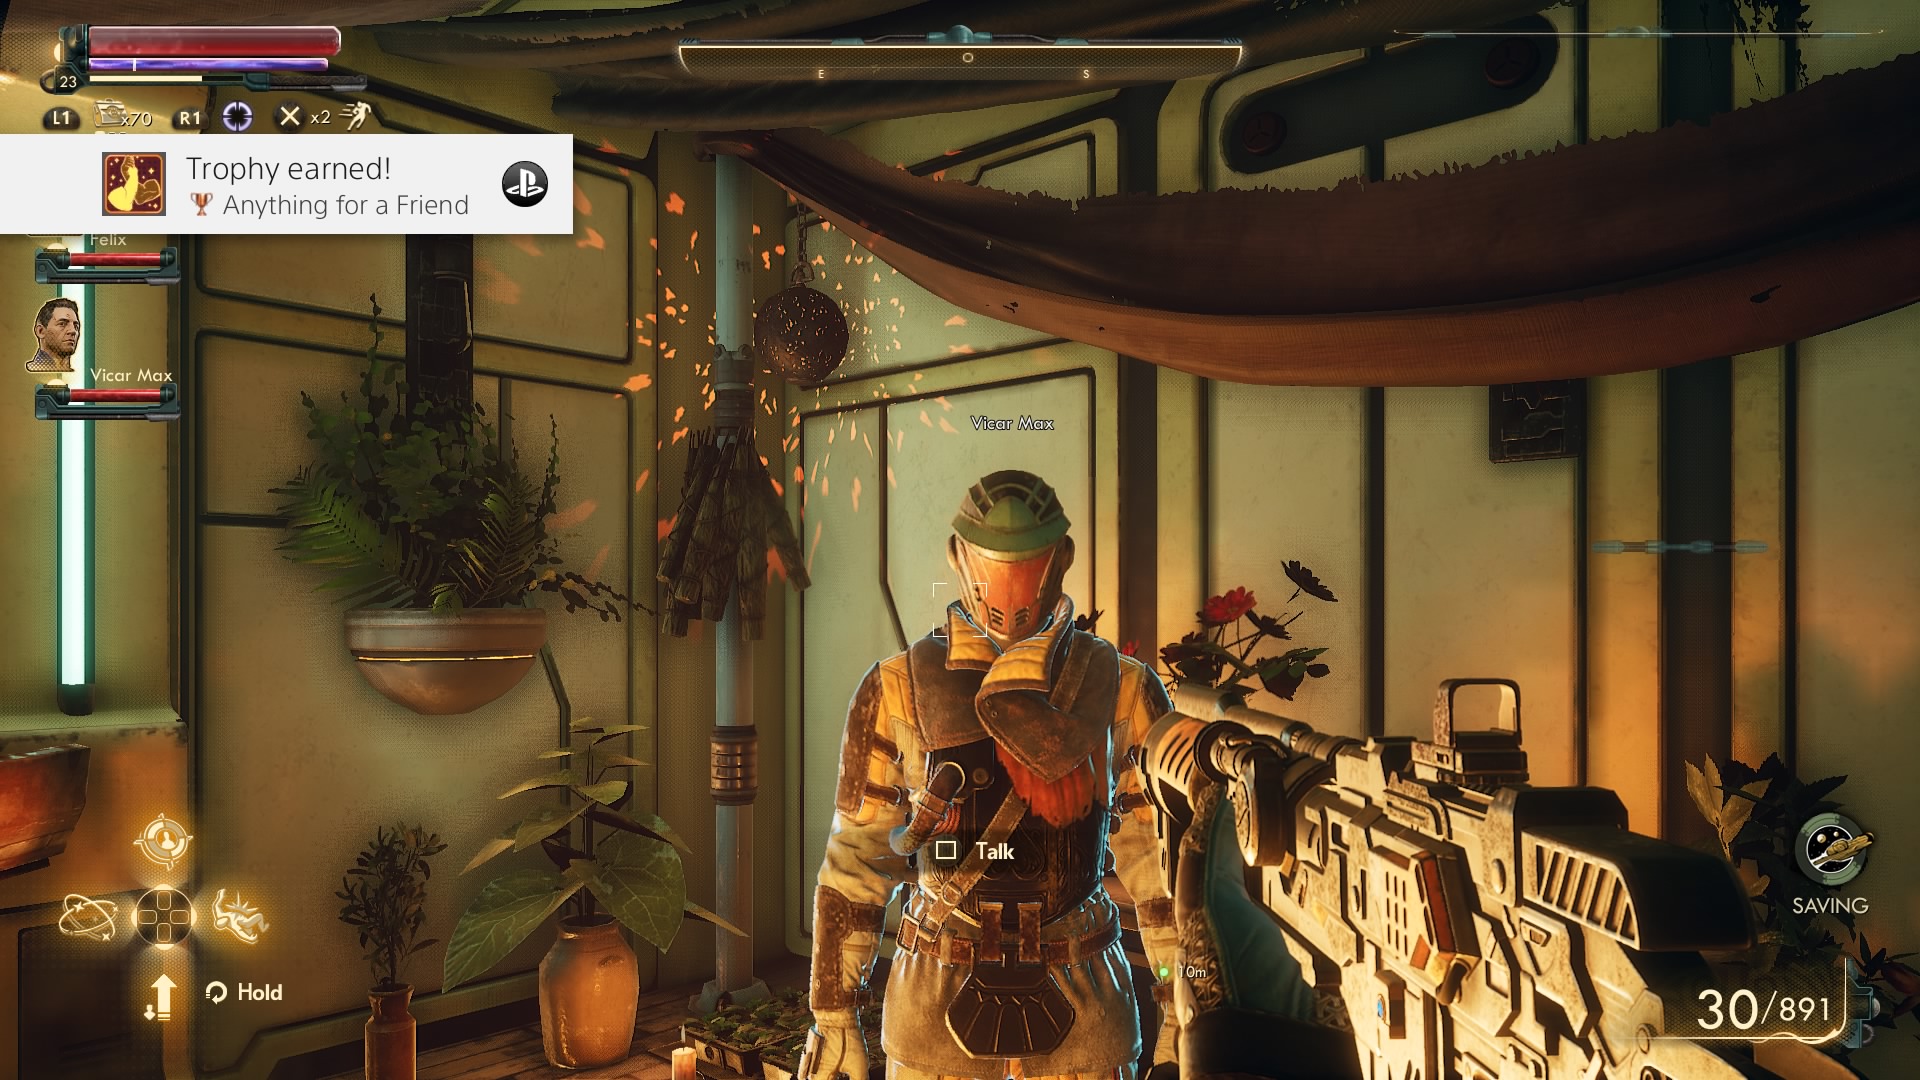 E
S
23
L1
x70
R1
x2
Trophy earned!
Anything for a Friend
Felix
Vicar Max
Vicar Max
Talk
SAVING
10m
Hold
30/891